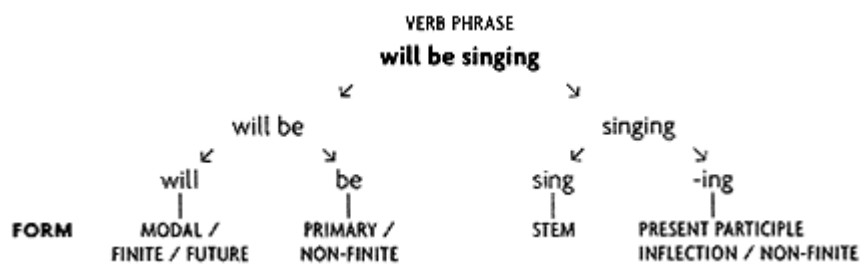 VERB PHRASE
will be singing
will be singing
will be sing -ing
FORM MODAL / PRIMARY / STEM PRESENT PARTICIPLE
FINITE / FUTURE NON-FINITE INFLECTION / NON-FINITE